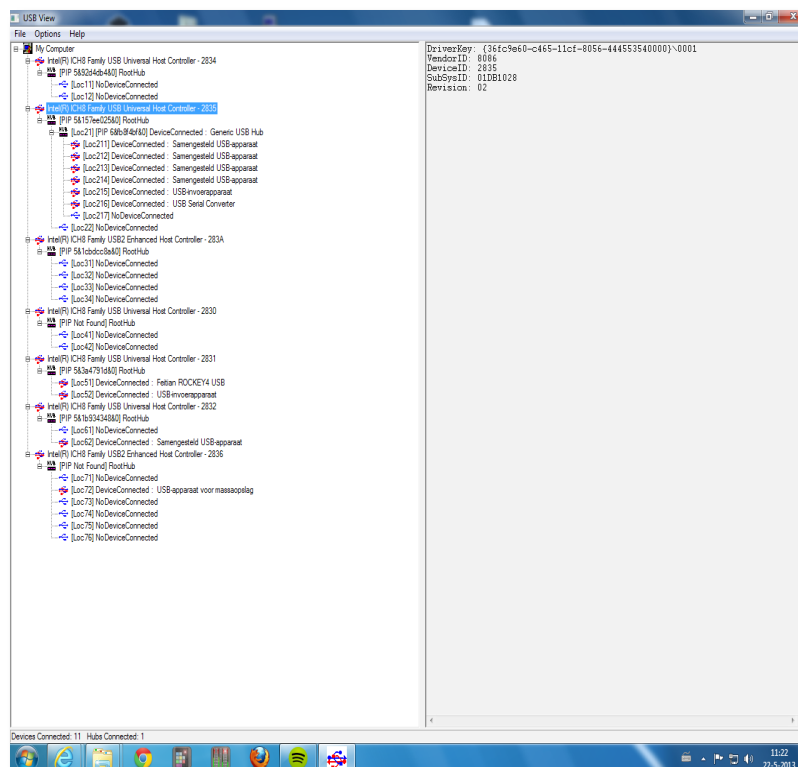 USB View
File Options Help
My Computer
Intel(R) ICH8 Family USB Universal Host Controller - 2834
[PIP 5&92d4db4&0] RootHub
[Loc11] NoDeviceConnected
[Loc12] NoDeviceConnected
Intel(R) ICH8 Family USB Universal Host Controller - 2835
[PIP 5&157ee025&0] RootHub
[Loc21] [PIP 6&fb8f4bf&0] DeviceConnected : Generic USB Hub
[Loc211] DeviceConnected : Samengesteld USB-apparaat
[Loc212] DeviceConnected : Samengesteld USB-apparaat
[Loc213] DeviceConnected : Samengesteld USB-apparaat
[Loc214] DeviceConnected : Samengesteld USB-apparaat
[Loc215] DeviceConnected : USB-invoerapparaat
[Loc216] DeviceConnected : USB Serial Converter
[Loc217] NoDeviceConnected
[Loc22] NoDeviceConnected
Intel(R) ICH8 Family USB2 Enhanced Host Controller - 283A
[PIP 5&1cbdcc8a&0] RootHub
[Loc31] NoDeviceConnected
[Loc32] NoDeviceConnected
[Loc33] NoDeviceConnected
[Loc34] NoDeviceConnected
Intel(R) ICH8 Family USB Universal Host Controller - 2830
[PIP Not Found] RootHub
[Loc41] NoDeviceConnected
[Loc42] NoDeviceConnected
Intel(R) ICH8 Family USB Universal Host Controller - 2831
[PIP 5&3a4791d&0] RootHub
[Loc51] DeviceConnected : Feitian ROCKEY4 USB
[Loc52] DeviceConnected : USB-invoerapparaat
Intel(R) ICH8 Family USB Universal Host Controller - 2832
[PIP 5&1b934348&0] RootHub
[Loc61] NoDeviceConnected
[Loc62] DeviceConnected : Samengesteld USB-apparaat
Intel(R) ICH8 Family USB2 Enhanced Host Controller - 2836
[PIP Not Found] RootHub
[Loc71] NoDeviceConnected
[Loc72] DeviceConnected : USB-apparaat voor massaopslag
[Loc73] NoDeviceConnected
[Loc74] NoDeviceConnected
[Loc75] NoDeviceConnected
[Loc76] NoDeviceConnected
DriverKey: {36fc9e60-c465-11cf-8056-444553540000}\0001
VendorID: 8086
DeviceID: 2835
SubSysID: 01DB1028
Revision: 02
Devices Connected: 11 Hubs Connected: 1
11:22
22-5-2013